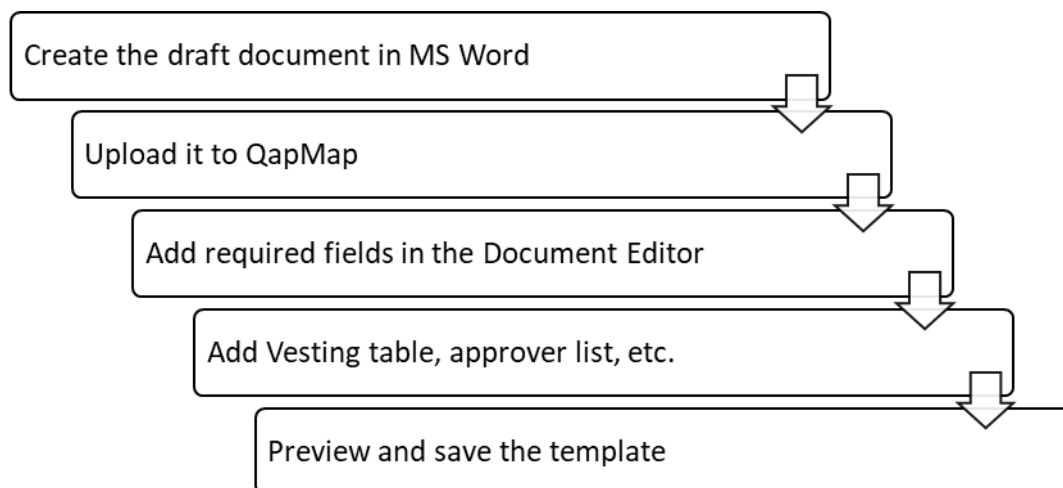 Create the draft document in MS Word
Upload it to QapMap
Add required fields in the Document Editor
Add Vesting table, approver list, etc.
Preview and save the template